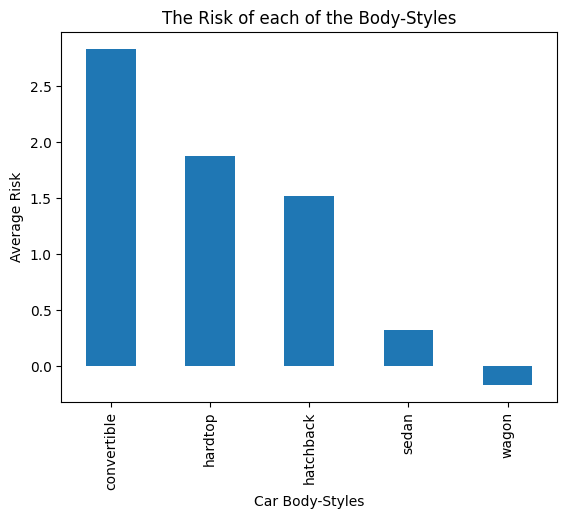 The Risk of each of the Body-Styles
Average Risk
2.5
2.0
1.5
1.0
0.5
0.0
convertible
hardtop
hatchback
sedan
wagon
Car Body-Styles